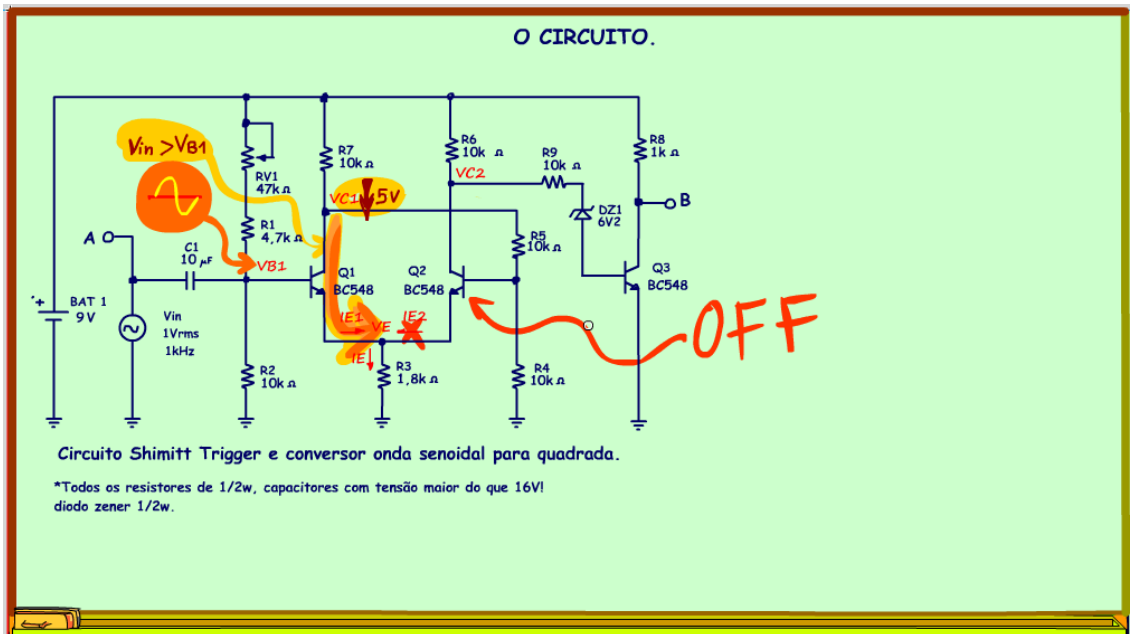 O CIRCUITO.
Vin >VB1
RV1
47kΩ
R7
10kΩ
R6
10k Ω
R9
10k Ω
R8
1k Ω
VC1 5v
VC2
DZ1
6V2
B
R1
4,7k Ω
R5
10k Ω
A
C1
10 µF
VB1
Q1
BC548
Q2
BC548
Q3
BC548
+
BAT 1
9V
Vin
1Vrms
1kHz
IE1
VE
IE2
OFF
IE
R2
10k Ω
R3
1,8k Ω
R4
10k Ω
Circuito Shimitt Trigger e conversor onda senoidal para quadrada.
*Todos os resistores de 1/2w, capacitores com tensão maior do que 16V!
diodo zener 1/2w.